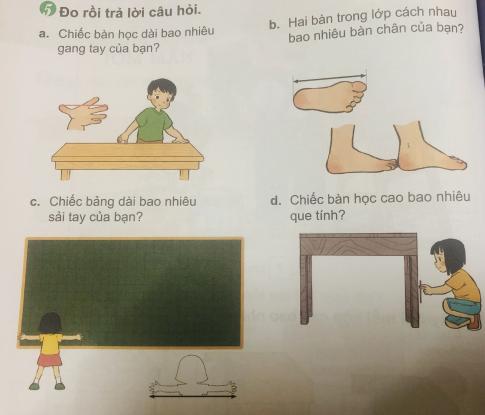 5 Đo rồi trả lời câu hỏi.
a. Chiếc bàn học dài bao nhiêu
gang tay của bạn?
b. Hai bàn trong lớp cách nhau
bao nhiêu bàn chân của bạn?
c. Chiếc bảng dài bao nhiêu
sải tay của bạn?
d. Chiếc bàn học cao bao nhiêu
que tính?